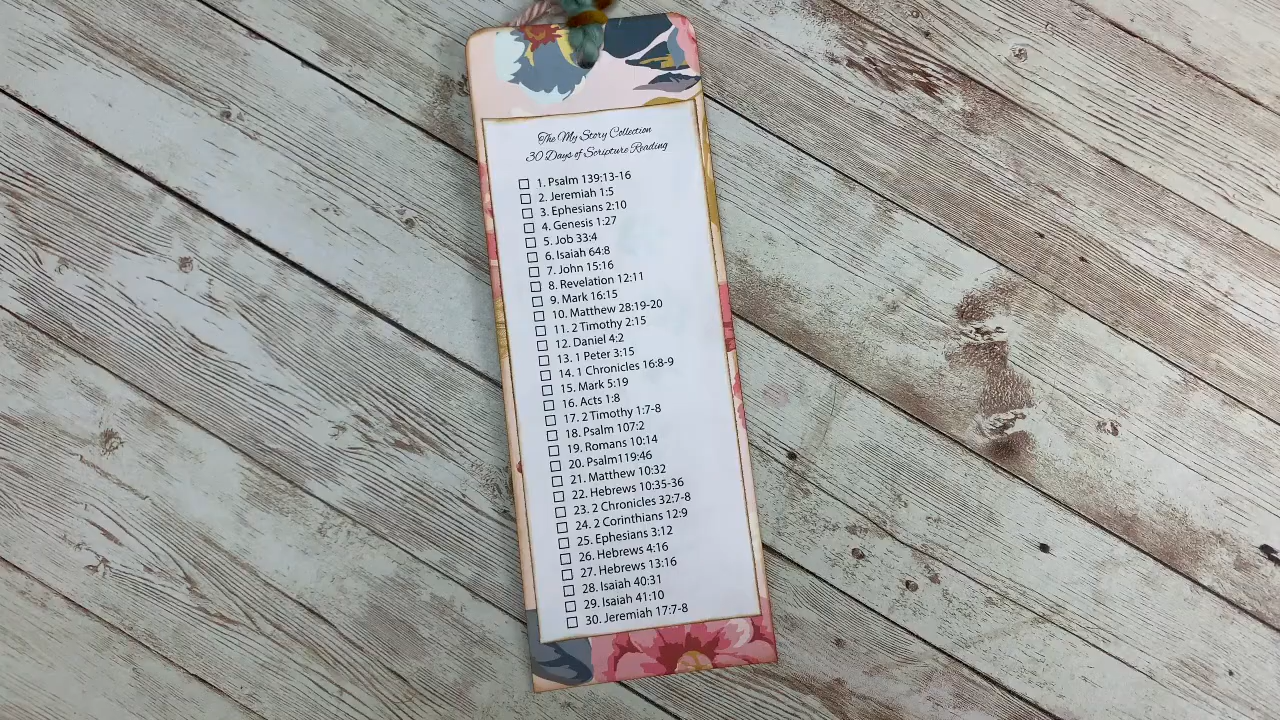 The My Story Collection
30 Days of Scripture Reading
1. Psalm 139:13-16
2. Jeremiah 1:5
3. Ephesians 2:10
4. Genesis 1:27
5. Job 33:4
6. Isaiah 64:8
7. John 15:16
8. Revelation 12:11
9. Mark 16:15
10. Matthew 28:19-20
11. 2 Timothy 2:15
12. Daniel 4:2
13. 1 Peter 3:15
14. 1 Chronicles 16:8-9
15. Mark 5:19
16. Acts 1:8
17. 2 Timothy 1:7-8
18. Psalm 107:2
19. Romans 10:14
20. Psalm119:46
21. Matthew 10:32
22. Hebrews 10:35-36
23. 2 Chronicles 32:7-8
24. 2 Corinthians 12:9
25. Ephesians 3:12
26. Hebrews 4:16
27. Hebrews 13:16
28. Isaiah 40:31
29. Isaiah 41:10
30. Jeremiah 17:7-8